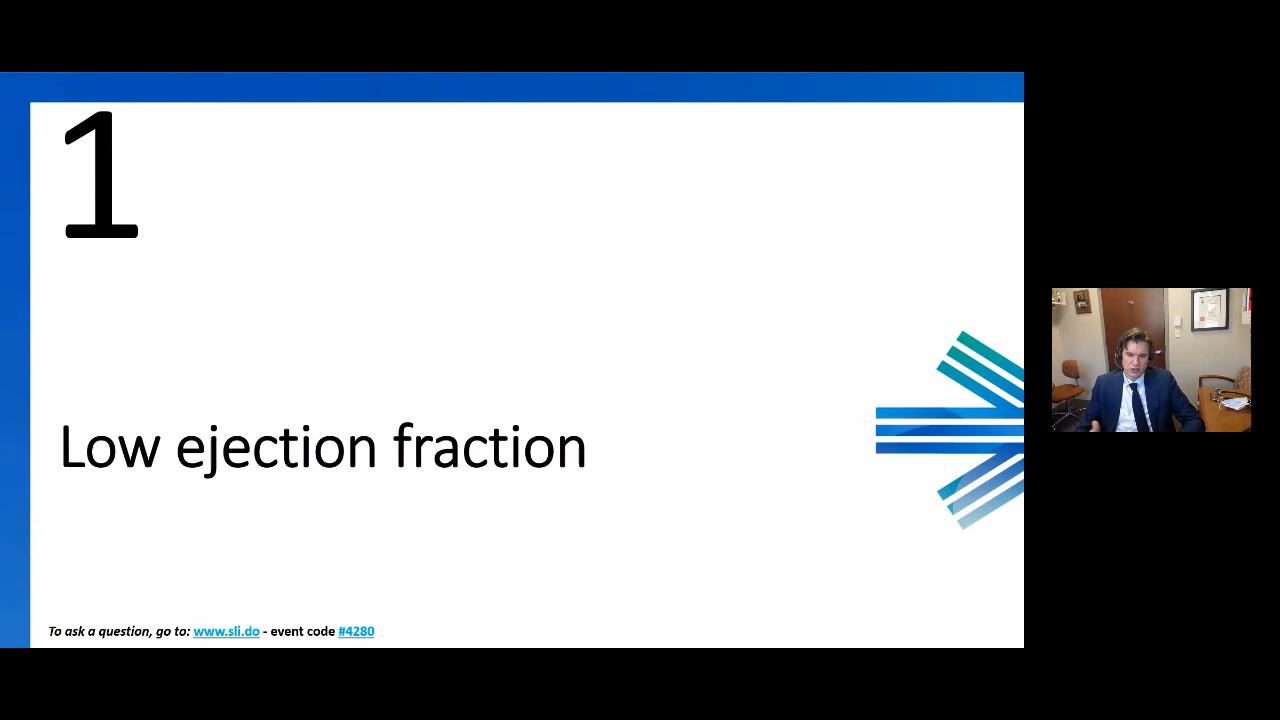 1
Low ejection fraction
To ask a question, go to: www.sli.do - event code #4280